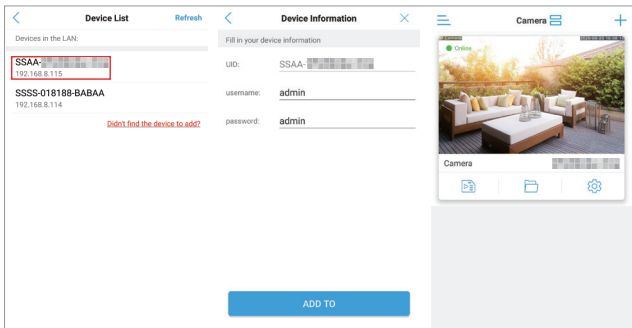 Device List
Refresh
Devices in the LAN:
SSAA-
192.168.8.115
SSSS-018188-BABAA
192.168.8.114
Didn't find the device to add?
Device Information
Fill in your device information
UID: SSAA-
username: admin
password: admin
ADD TO
Camera
Online
Camera